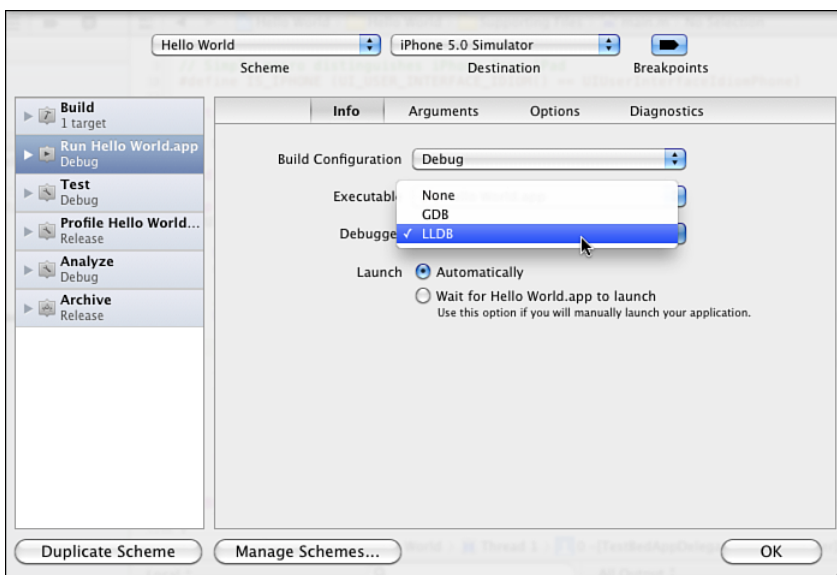 Hello World
iPhone 5.0 Simulator
Scheme
Destination
Breakpoints
Build
1 target
Run Hello World.app
Debug
Test
Debug
Profile Hello World...
Release
Analyze
Debug
Archive
Release
Info Arguments Options Diagnostics
Build Configuration Debug
Executabl
None
GDB
Debugge ✓ LLDB
Launch Automatically
Wait for Hello World.app to launch
Use this option if you will manually launch your application.
Duplicate Scheme
Manage Schemes...
OK